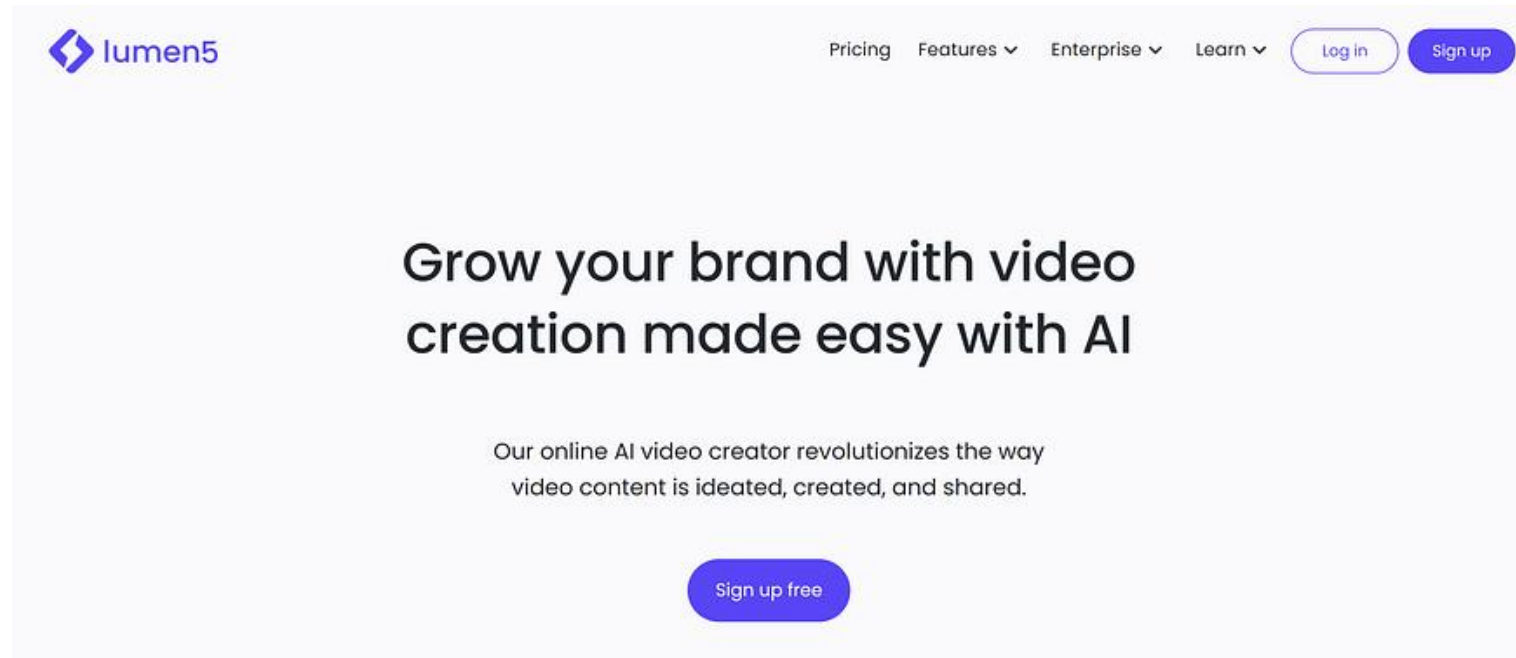 lumen5
Pricing Features Enterprise Learn Log in Sign up
Grow your brand with video
creation made easy with AI
Our online AI video creator revolutionizes the way
video content is ideated, created, and shared.
Sign up free